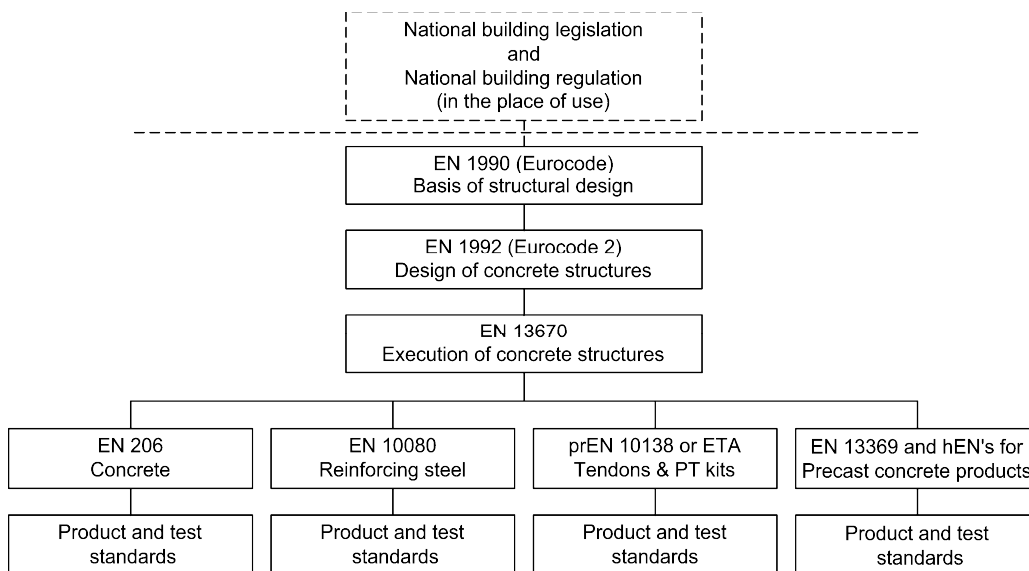 National building legislation
and
National building regulation
(in the place of use)
EN 1990 (Eurocode)
Basis of structural design
EN 1992 (Eurocode 2)
Design of concrete structures
EN 13670
Execution of concrete structures
EN 206
Concrete
EN 10080
Reinforcing steel
prEN 10138 or ETA
Tendons & PT kits
EN 13369 and hEN's for
Precast concrete products
Product and test
standards
Product and test
standards
Product and test
standards
Product and test
standards